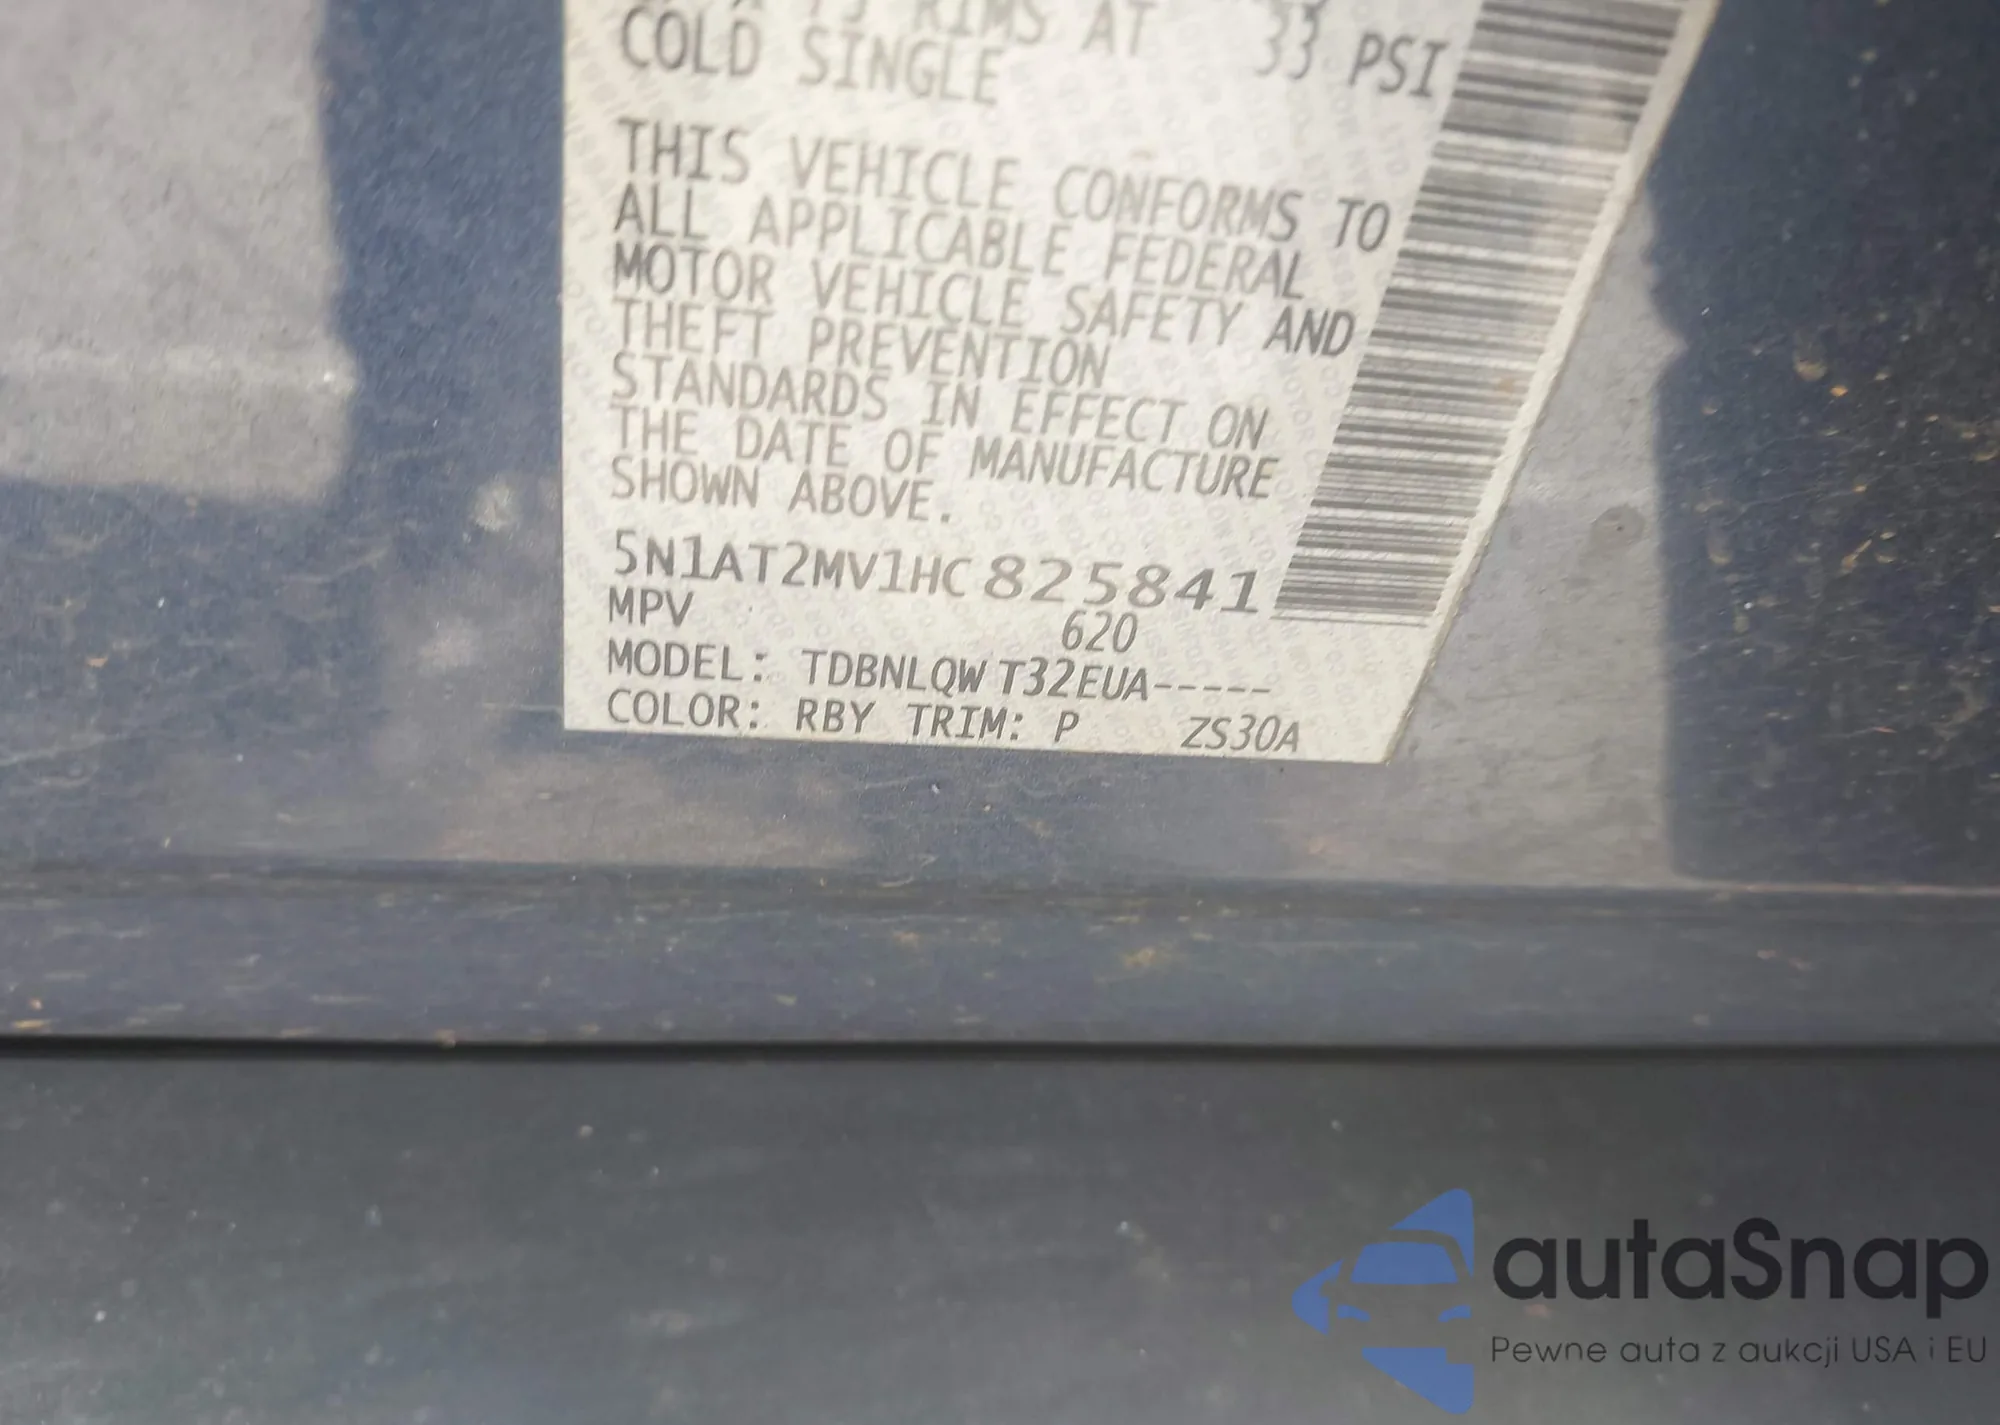 RIMS AT 33 PSI
COLD SINGLE
THIS VEHICLE CONFORMS TO
ALL APPLICABLE FEDERAL
MOTOR VEHICLE SAFETY AND
THEFT PREVENTION
STANDARDS IN EFFECT ON
THE DATE OF MANUFACTURE
SHOWN ABOVE.
5N1AT2MV1HC825841
MPV 620
MODEL: TDBNLQW T32EUA-----
COLOR: RBY TRIM: P ZS30A
autaSnap
Pewne auta z aukcji USA i EU